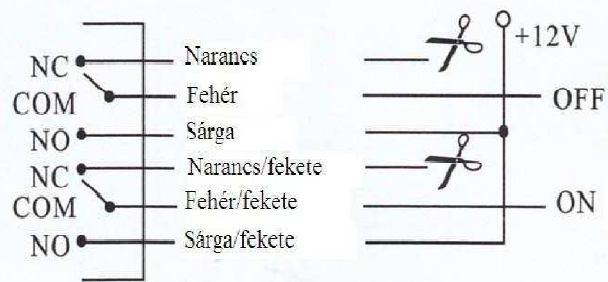 +12V
NC Narancs
COM Fehér OFF
NO Sárga
NC Narancs/fekete
COM Fehér/fekete ON
NO Sárga/fekete